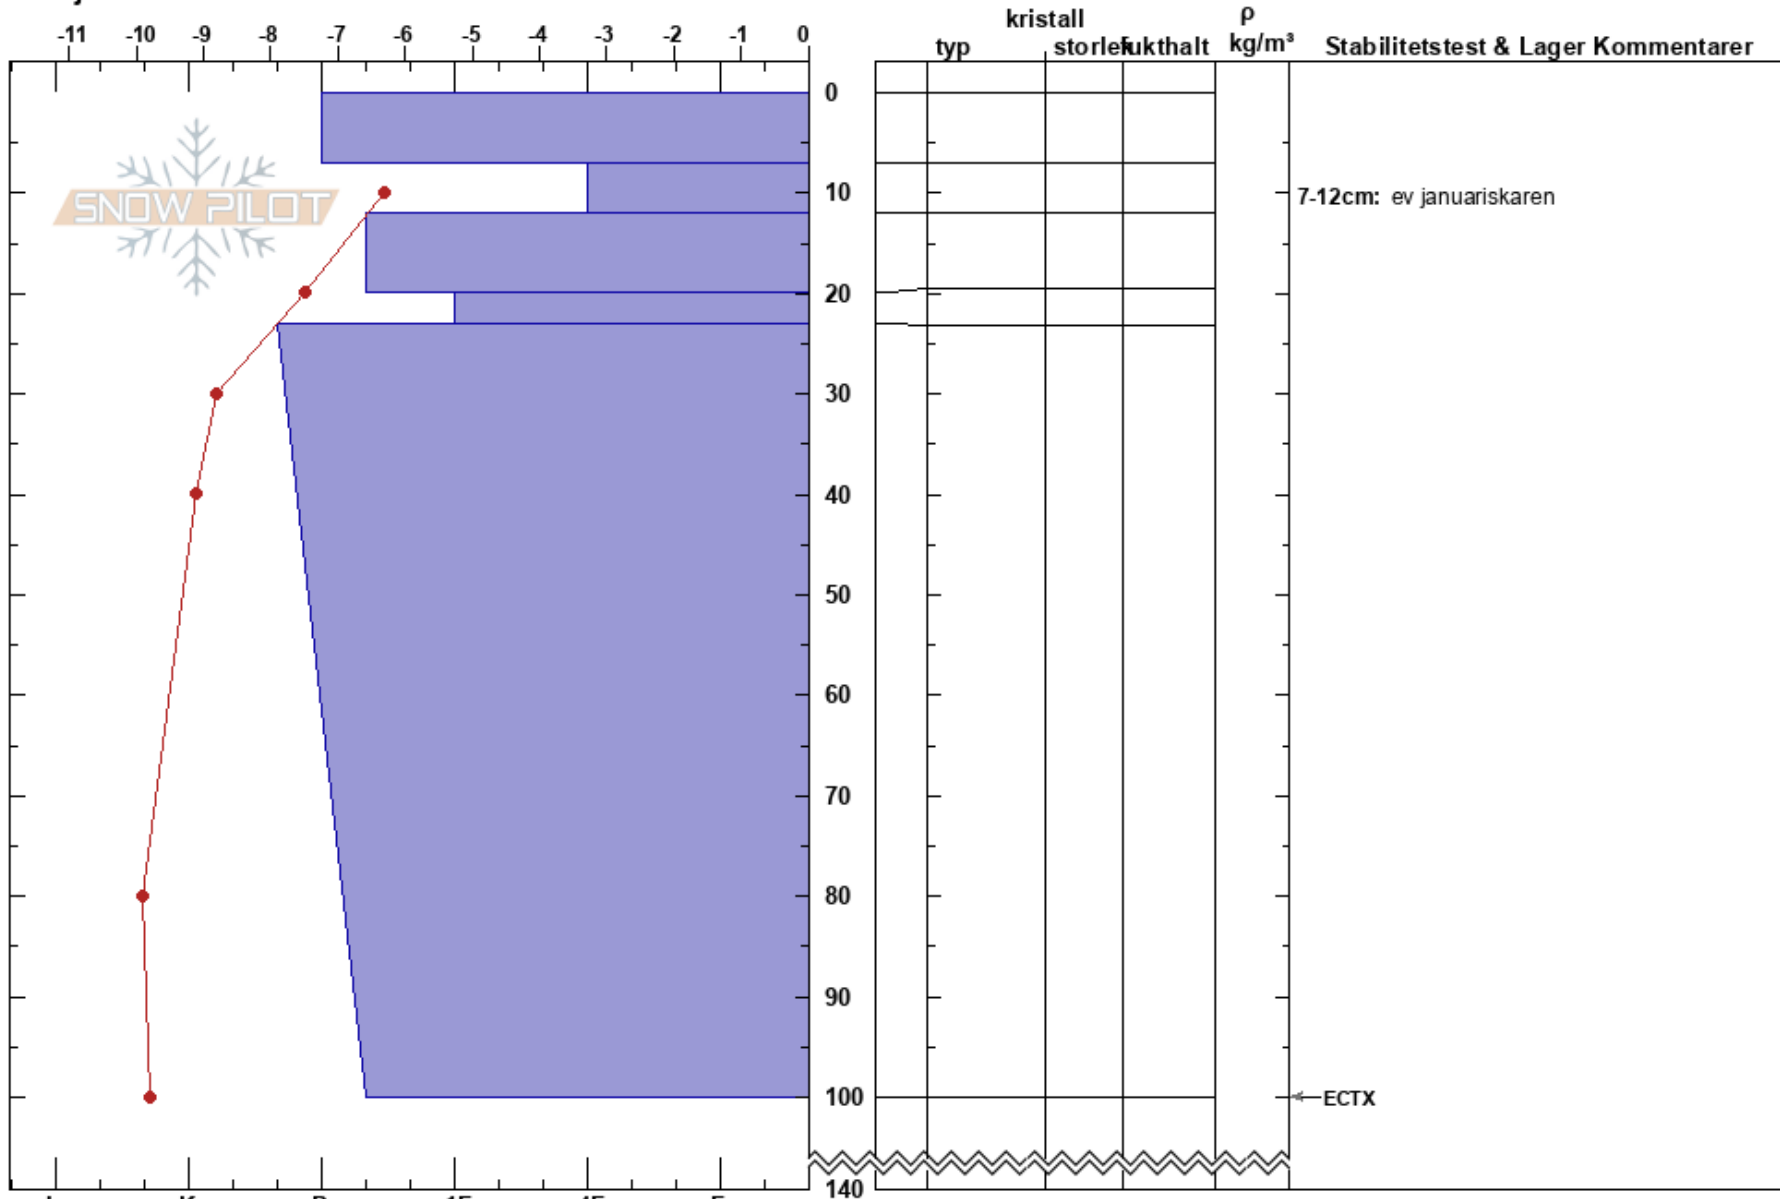 kristall ρ
-11 -10 -9 -8 -7 -6 -5 -4 -3 -2 -1 0 typ storlek fukthalt kg/m³ Stabilitetstest & Lager Kommentarer
0
SNOW PILOT
10
7-12cm: ev januariskaren
20
30
40
50
60
70
80
90
100 ECTX
140